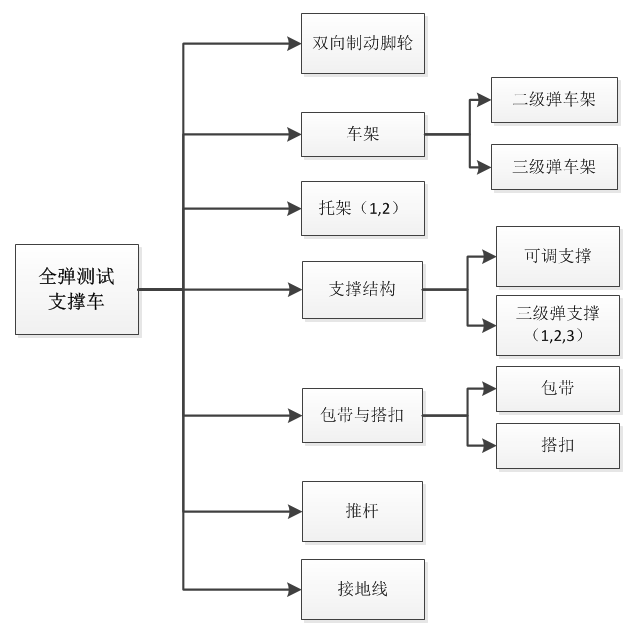 全弹测试
支撑车
双向制动脚轮
车架
二级弹车架
三级弹车架
托架（1,2）
支撑结构
可调支撑
三级弹支撑
（1,2,3）
包带与搭扣
包带
搭扣
推杆
接地线